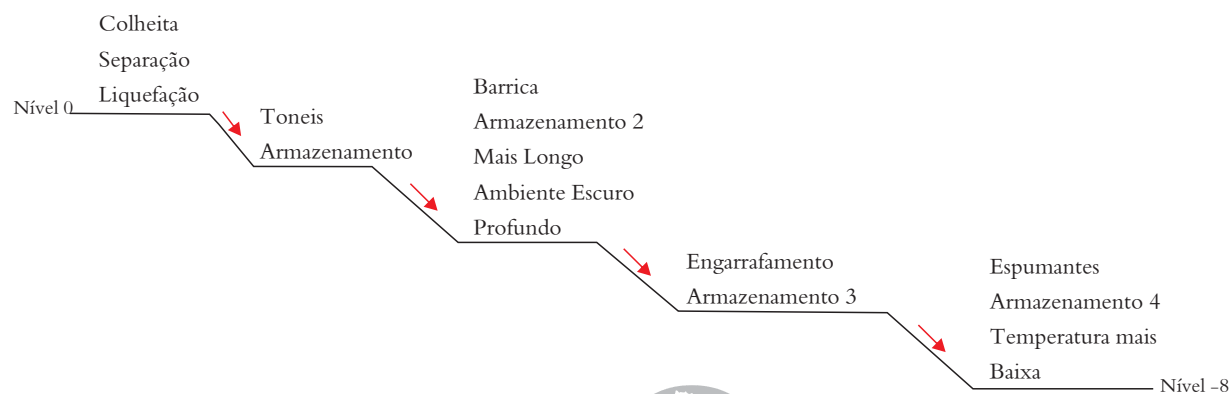 Colheita
Separação
Liquefação
Nível 0
Toneis
Armazenamento
Barrica
Armazenamento 2
Mais Longo
Ambiente Escuro
Profundo
Engarrafamento
Armazenamento 3
Espumantes
Armazenamento 4
Temperatura mais
Baixa
Nível -8